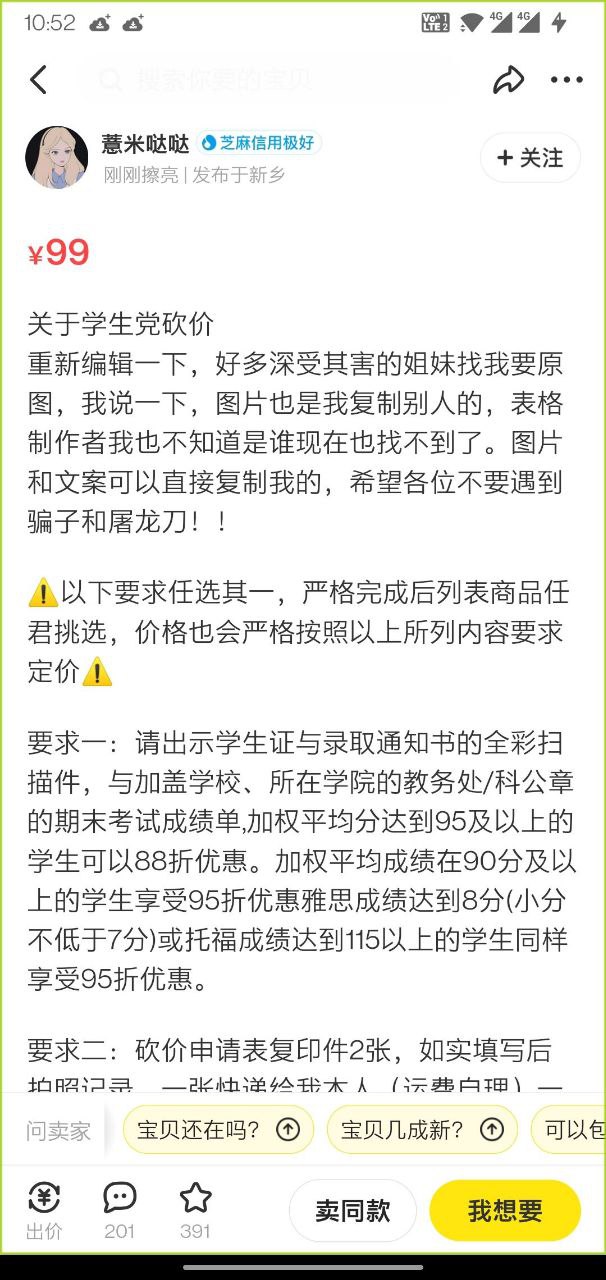 10:52
Vo 1
LTE 2
4G
4G
搜索你要的宝贝
薏米哒哒
芝麻信用极好
刚刚擦亮 | 发布于新乡
+ 关注
¥99
关于学生党砍价
重新编辑一下，好多深受其害的姐妹找我要原
图，我说一下，图片也是我复制别人的，表格
制作者我也不知道是谁现在也找不到了。图片
和文案可以直接复制我的，希望各位不要遇到
骗子和屠龙刀！！
⚠️以下要求任选其一，严格完成后列表商品任
君挑选，价格也会严格按照以上所列内容要求
定价⚠️
要求一：请出示学生证与录取通知书的全彩扫
描件，与加盖学校、所在学院的教务处/科公章
的期末考试成绩单,加权平均分达到95及以上的
学生可以88折优惠。加权平均成绩在90分及以
上的学生享受95折优惠雅思成绩达到8分(小分
不低于7分)或托福成绩达到115以上的学生同样
享受95折优惠。
要求二：砍价申请表复印件2张，如实填写后
拍照记录，一张快递给我本人（运费自理）一
问卖家
宝贝还在吗？
宝贝几成新？
可以包
出价
201
391
卖同款
我想要